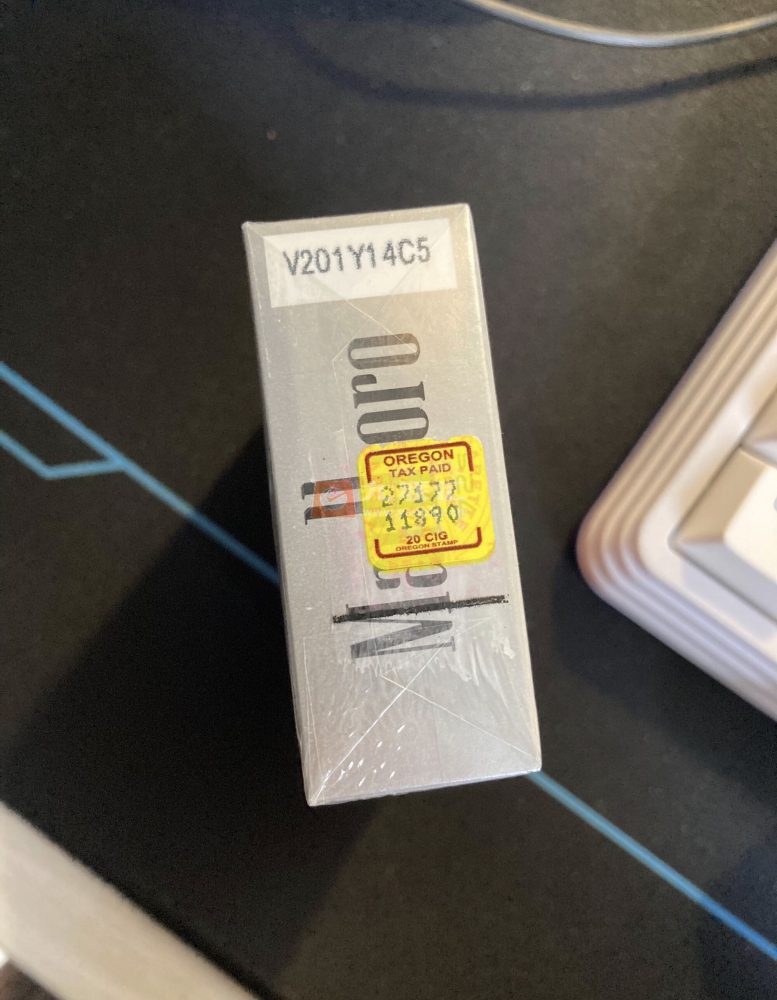 V201Y14C5
Marlboro
OREGON
TAX PAID
27177
11890
20 CIG
OREGON STAMP